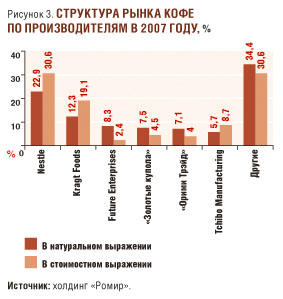 Рисунок 3. СТРУКТУРА РЫНКА КОФЕ
ПО ПРОИЗВОДИТЕЛЯМ В 2007 ГОДУ, %
40
30
20
10
% 0
22,9
30,6
12,3
19,1
8,3
2,4
7,5
4,5
7,1
4
5,7
8,7
34,4
30,6
Nestle
Kragt Foods
Future Enterprises
«Золотые купола»
«Орими Трэйд»
Tchibo Manufacturing
Другие
В натуральном выражении
В стоимостном выражении
Источник: холдинг «Ромир».